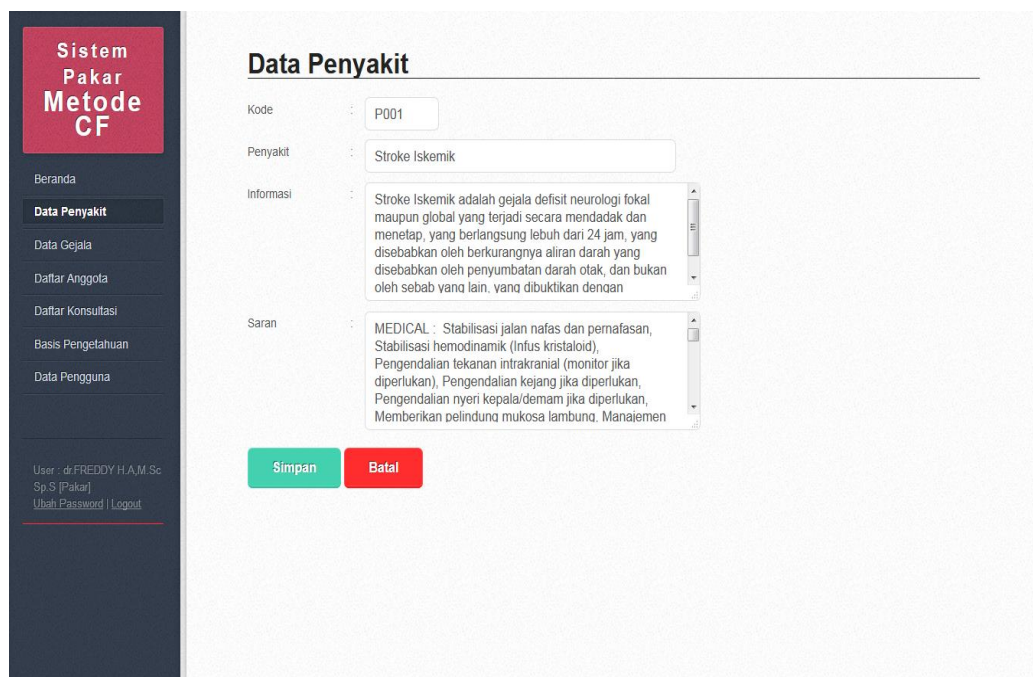 Sistem
Pakar
Metode
CF
Beranda
Data Penyakit
Data Gejala
Daftar Anggota
Daftar Konsultasi
Basis Pengetahuan
Data Pengguna
User : dr.FREDDY H.A,M.Sc
Sp.S [Pakar]
Ubah Password | Logout
Data Penyakit
Kode : P001
Penyakit : Stroke Iskemik
Informasi : Stroke Iskemik adalah gejala defisit neurologi fokal
maupun global yang terjadi secara mendadak dan
menetap, yang berlangsung lebuh dari 24 jam, yang
disebabkan oleh berkurangnya aliran darah yang
disebabkan oleh penyumbatan darah otak, dan bukan
oleh sebab yang lain, yang dibuktikan dengan
Saran : MEDICAL : Stabilisasi jalan nafas dan pernafasan,
Stabilisasi hemodinamik (Infus kristaloid),
Pengendalian tekanan intrakranial (monitor jika
diperlukan), Pengendalian kejang jika diperlukan,
Pengendalian nyeri kepala/demam jika diperlukan,
Memberikan pelindung mukosa lambung, Manajemen
Simpan Batal